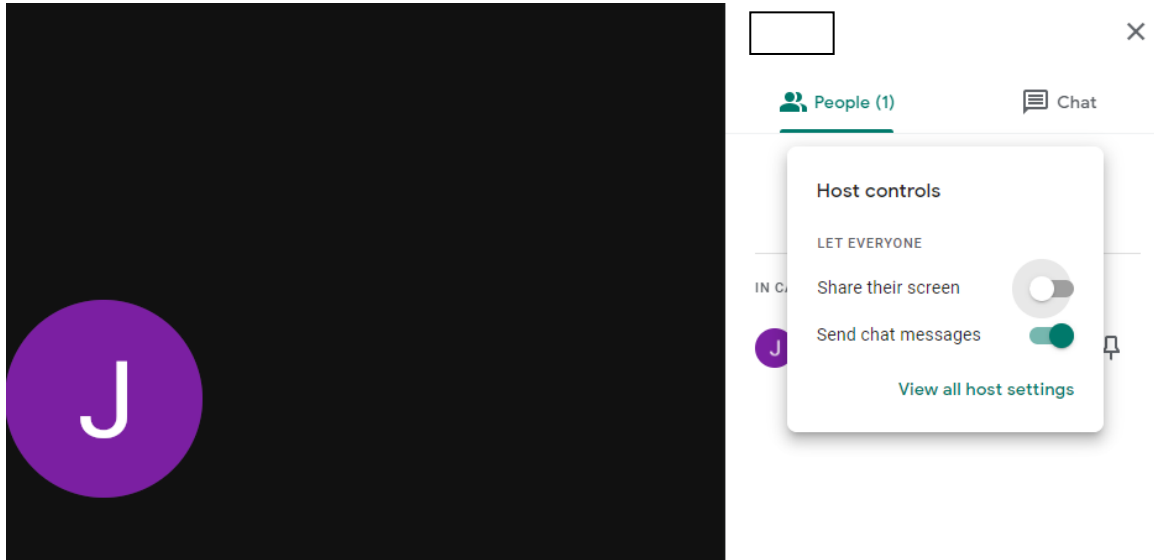 People (1)
Chat
Host controls
LET EVERYONE
IN CA
Share their screen
Send chat messages
J
View all host settings
J